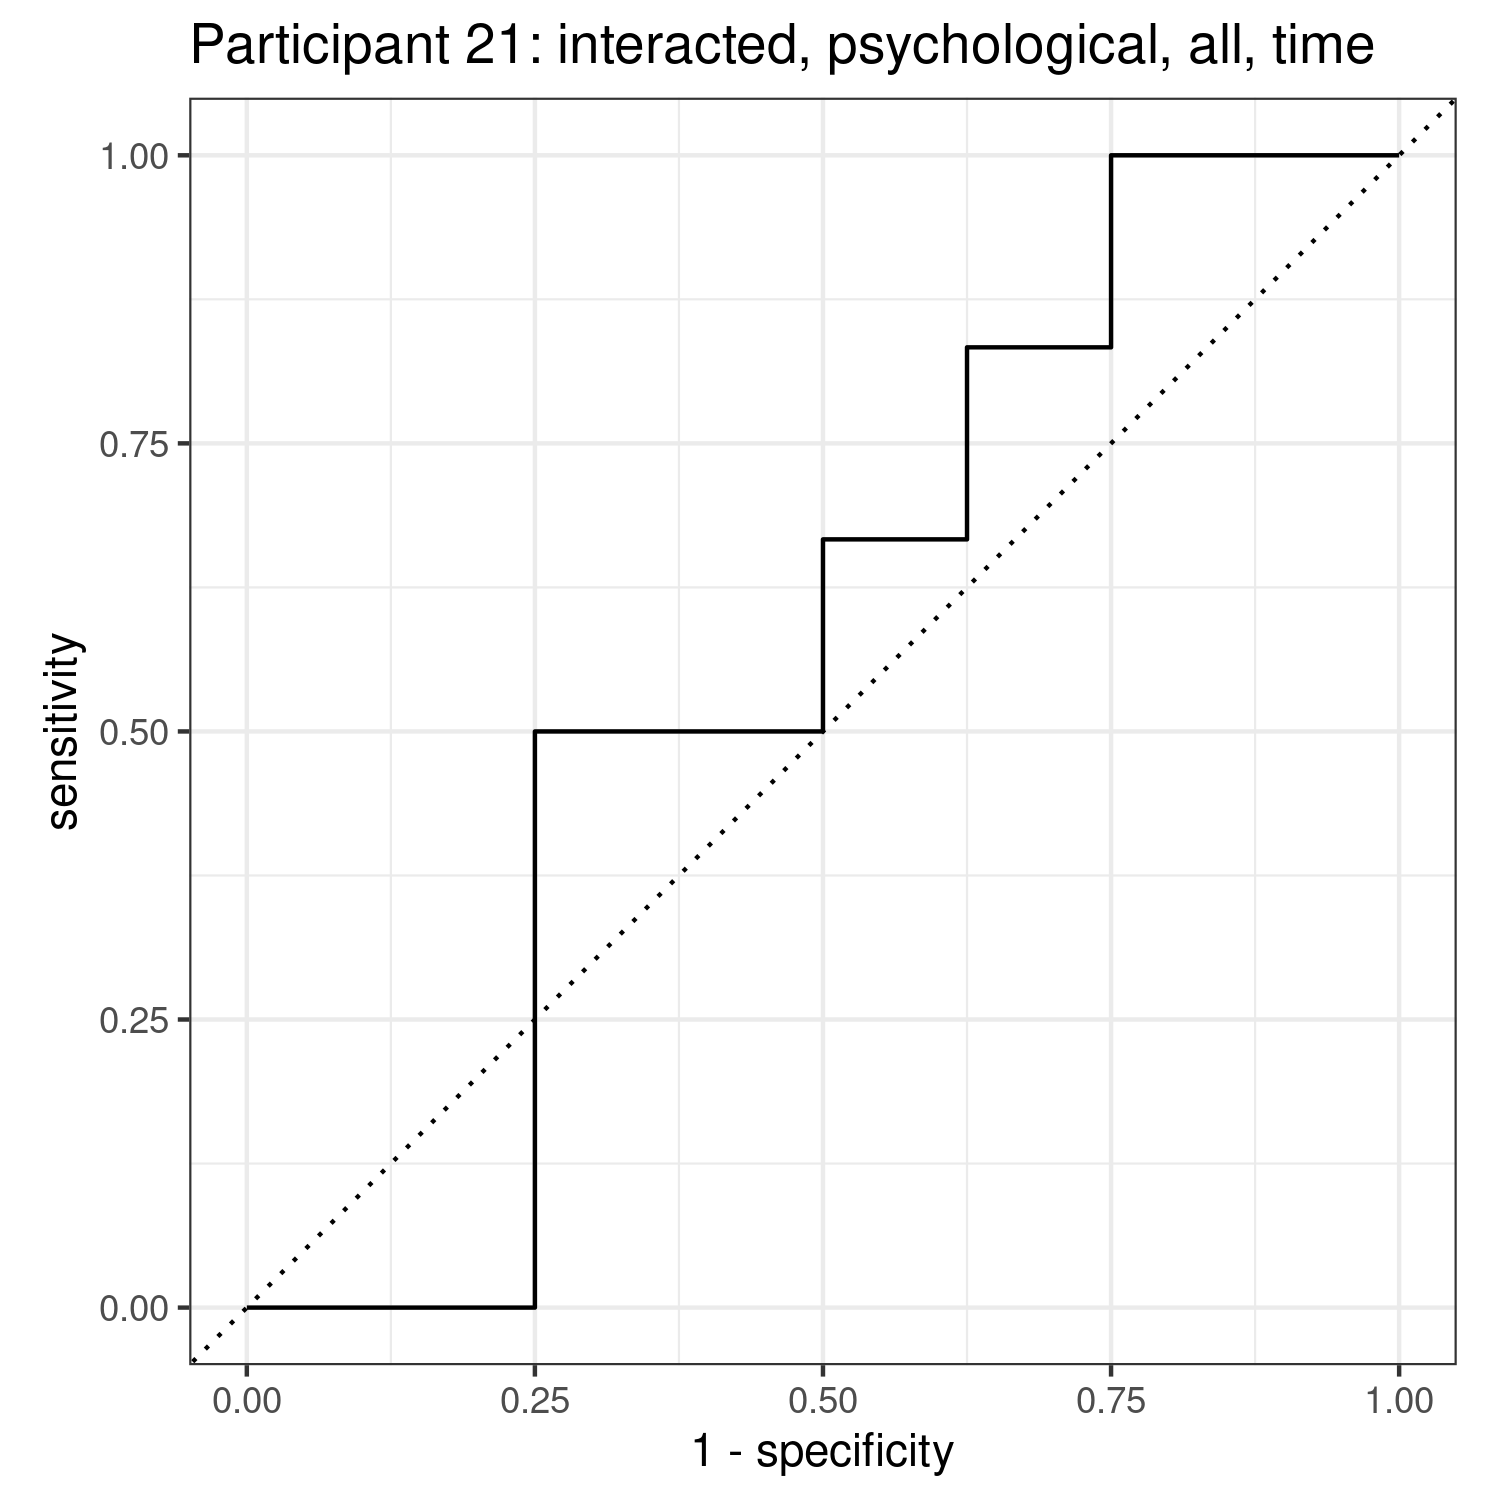 Participant 21: interacted, psychological, all, time
1.00
0.75
0.50
0.25
0.00
sensitivity
0.00 0.25 0.50 0.75 1.00
1 - specificity